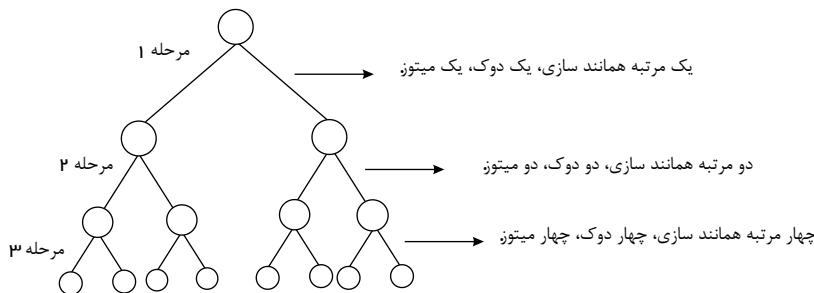 مرحله ۱
یک مرتبه همانند سازی، یک دوک، یک میتوز.
مرحله ۲
دو مرتبه همانند سازی، دو دوک، دو میتوز.
مرحله ۳
چهار مرتبه همانند سازی، چهار دوک، چهار میتوز.